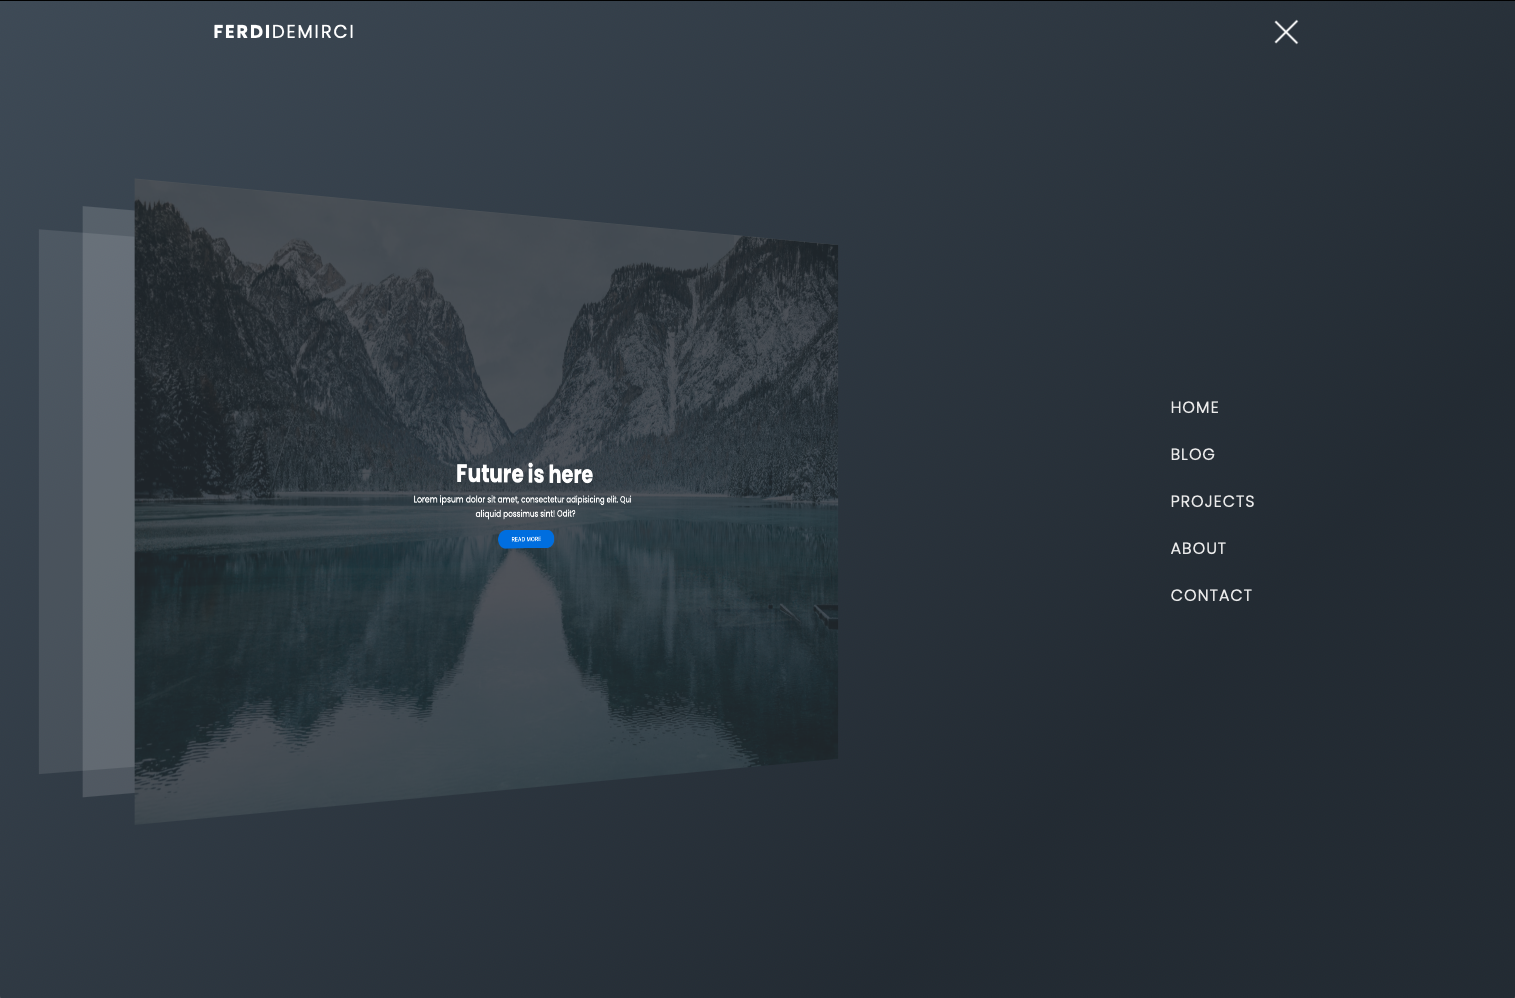 FERDIDEMIRCI
Future is here
Lorem ipsum dolor sit amet, consectetur adipisicing elit. Qui
aliquid possimus sint! Odit?
READ MORE
HOME
BLOG
PROJECTS
ABOUT
CONTACT